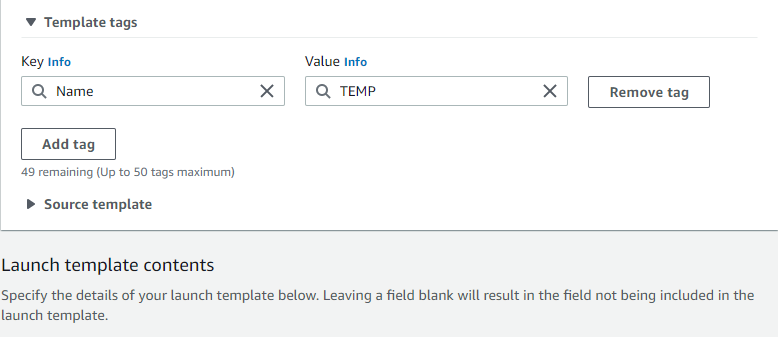 Template tags
Key Info
Value Info
Name
TEMP
Remove tag
Add tag
49 remaining (Up to 50 tags maximum)
Source template
Launch template contents
Specify the details of your launch template below. Leaving a field blank will result in the field not being included in the
launch template.